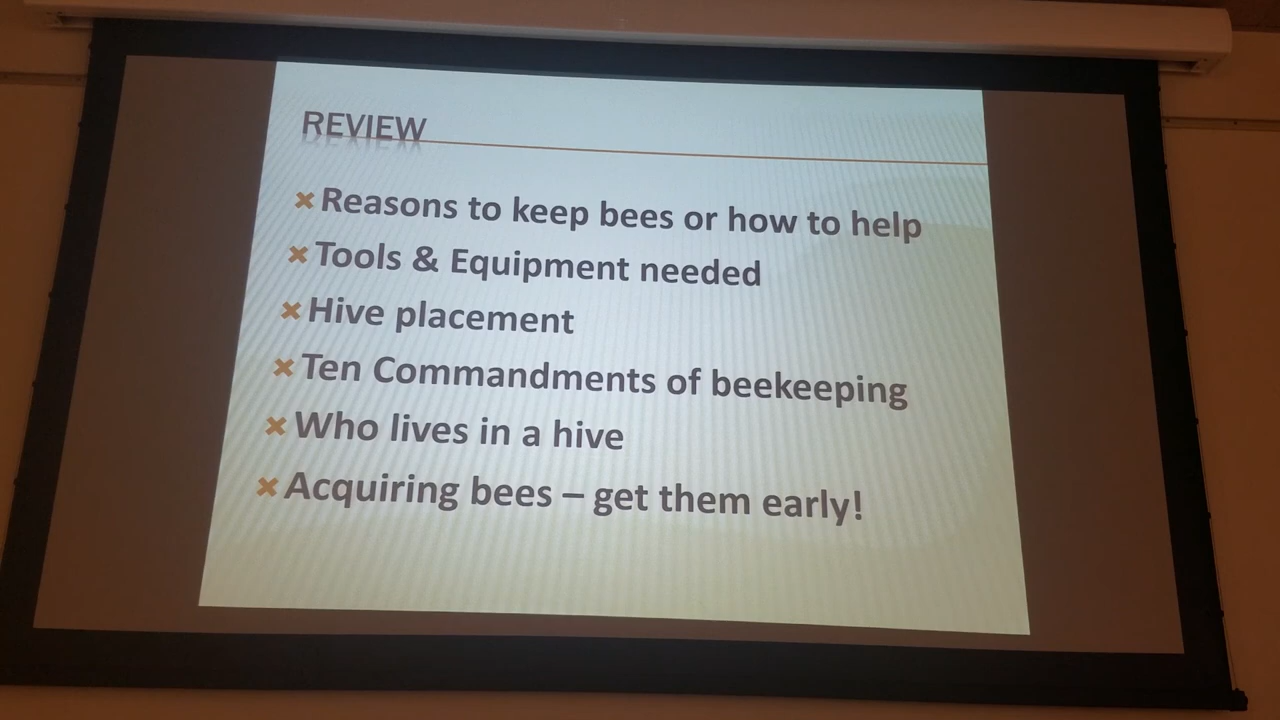 REVIEW
Reasons to keep bees or how to help
Tools & Equipment needed
Hive placement
Ten Commandments of beekeeping
Who lives in a hive
Acquiring bees – get them early!